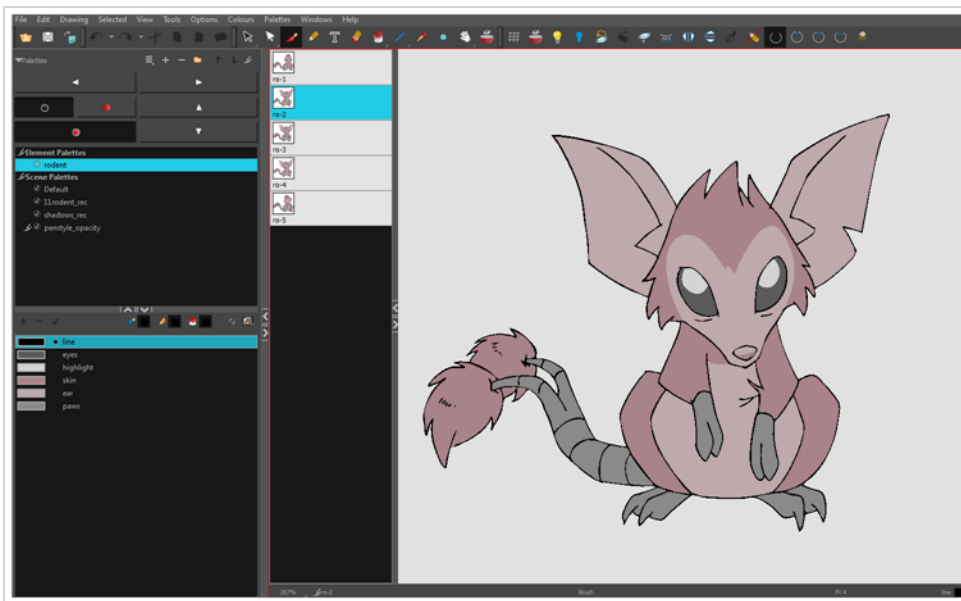 File Edit Drawing Selected View Tools Options Colours Palettes Windows Help
Palettes
Element Palettes
rodent
Scene Palettes
Default
11rodent_rec
shadows_rec
penstyle_opacity
line
eyes
highlight
skin
ear
paws
ro-1
ro-2
ro-3
ro-4
ro-5
267% ro-2 Brush Fr 4 line